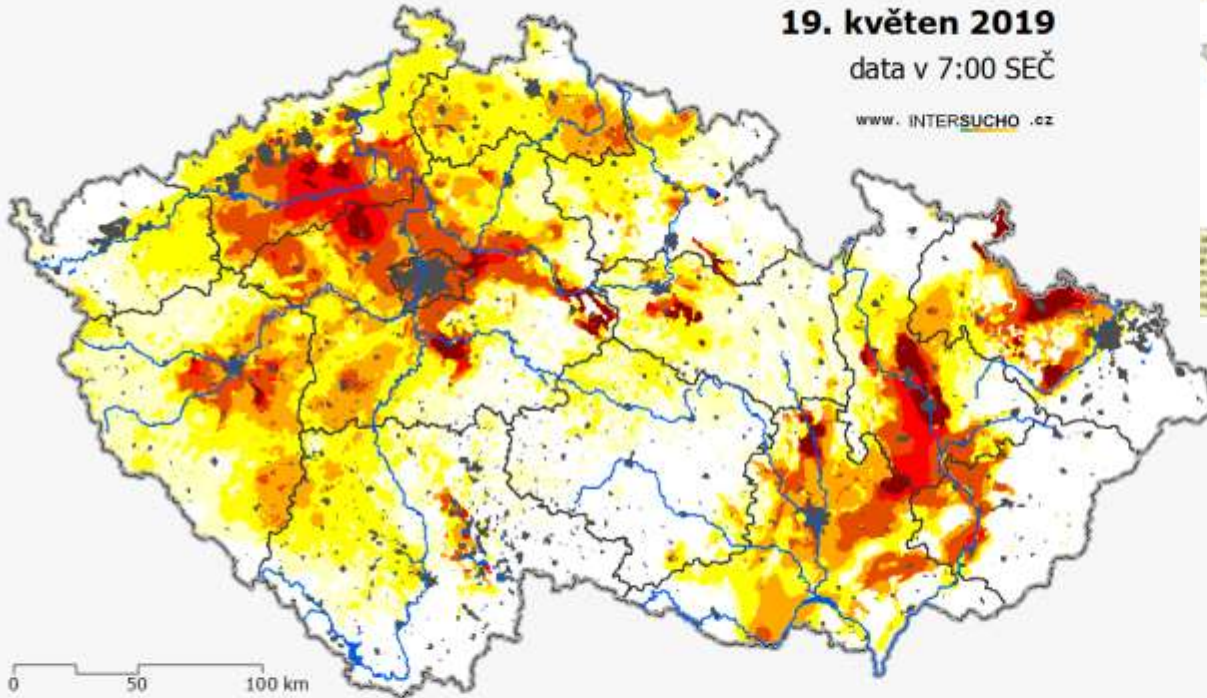 19. květen 2019
data v 7:00 SEČ
www. INTERSUCHO .cz
0 50 100 km